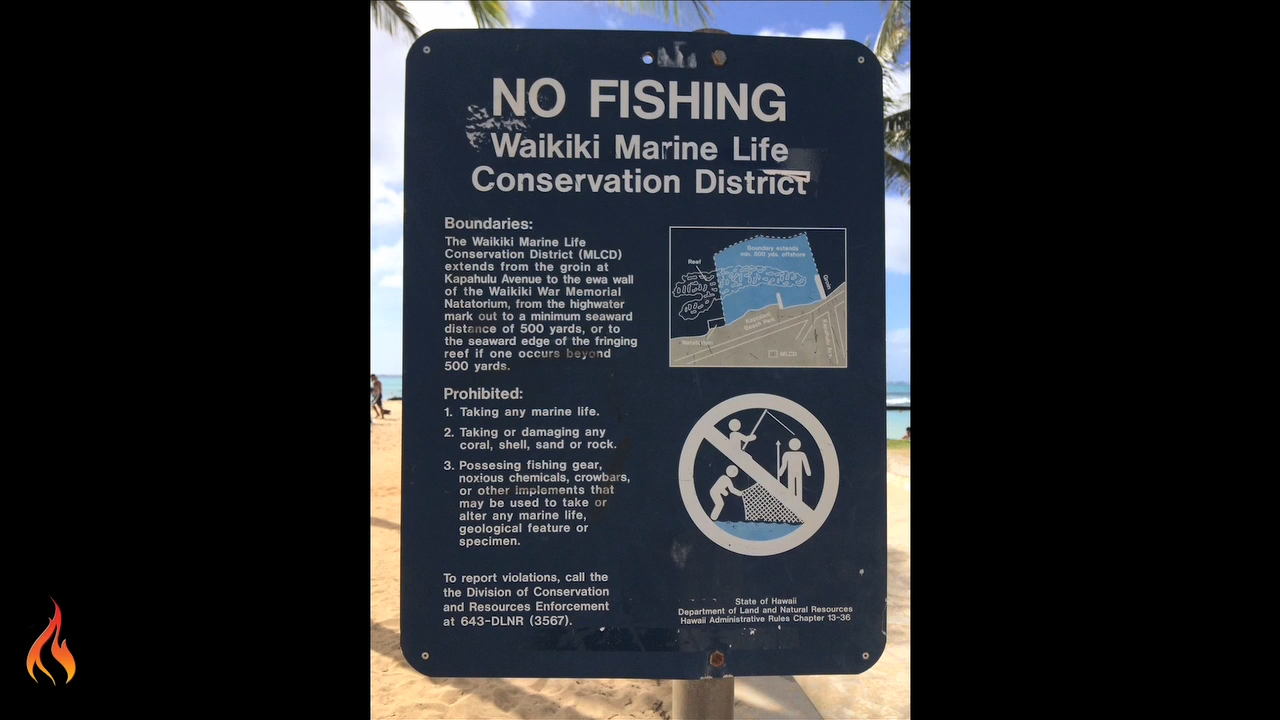 NO FISHING
Waikiki Marine Life
Conservation District
Boundaries:
The Waikiki Marine Life
Conservation District (MLCD)
extends from the groin at
Kapahulu Avenue to the ewa wall
of the Waikiki War Memorial
Natatorium, from the highwater
mark out to a minimum seaward
distance of 500 yards, or to
the seaward edge of the fringing
reef if one occurs beyond
500 yards.
Boundary extends
min. 500 yds. offshore
Reef
Groin
Kapiolani
Beach Park
Natatorium
Kapahulu Ave.
MLCD
Prohibited:
1. Taking any marine life.
2. Taking or damaging any
coral, shell, sand or rock.
3. Possesing fishing gear,
noxious chemicals, crowbars,
or other implements that
may be used to take or
alter any marine life,
geological feature or
specimen.
To report violations, call the
the Division of Conservation
and Resources Enforcement
at 643-DLNR (3567).
State of Hawaii
Department of Land and Natural Resources
Hawaii Administrative Rules Chapter 13-36